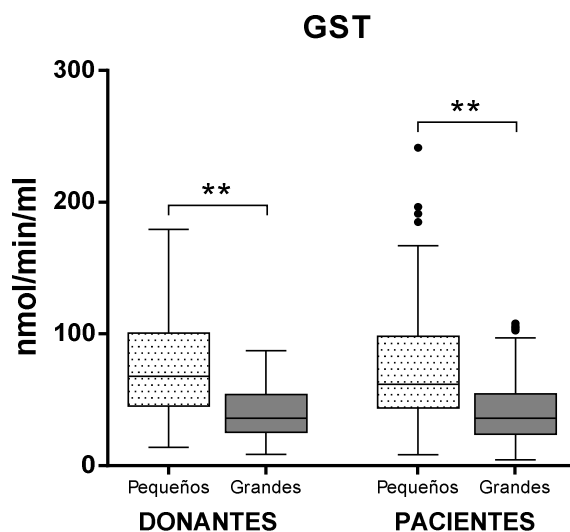 GST
300
200
100
0
nmol/min/ml
**
**
Pequeños Grandes Pequeños Grandes
DONANTES PACIENTES